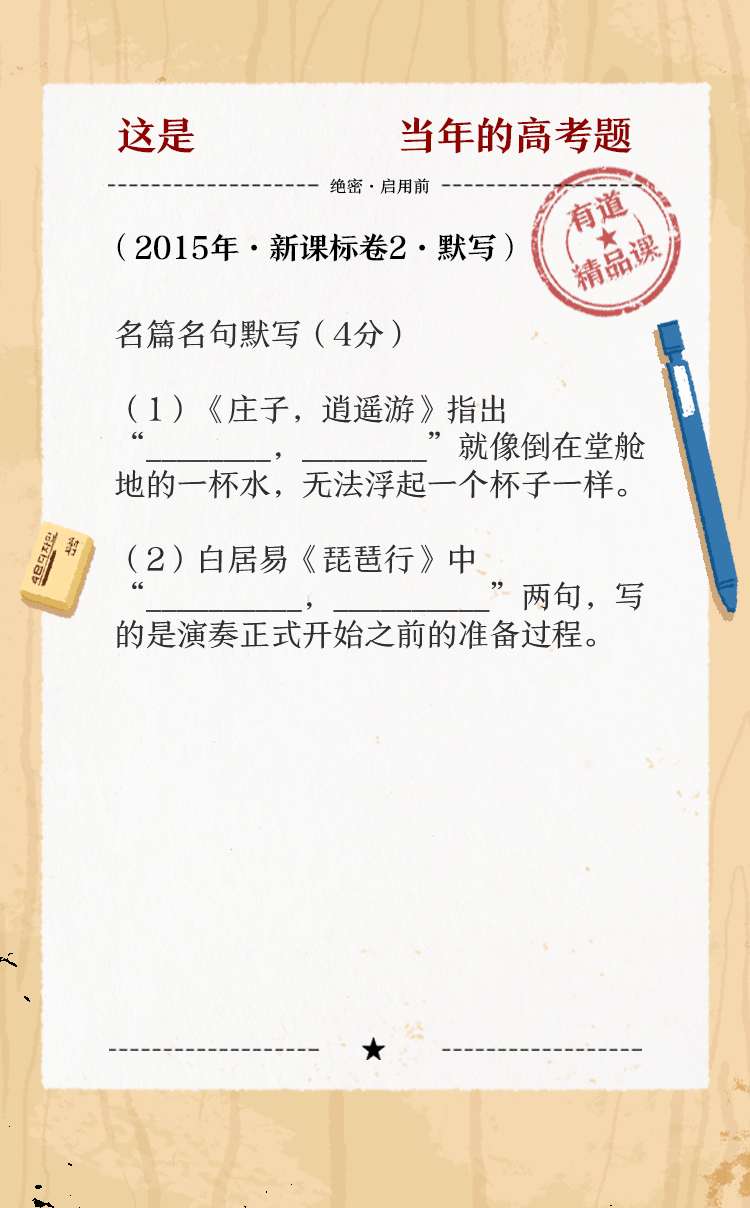 这是 当年的高考题
绝密·启用前
有道
精品课
（2015年·新课标卷2·默写）
名篇名句默写（4分）
（1）《庄子，逍遥游》指出
“________，________”就像倒在堂舱
地的一杯水，无法浮起一个杯子一样。
（2）白居易《琵琶行》中
“__________，__________”两句，写
的是演奏正式开始之前的准备过程。